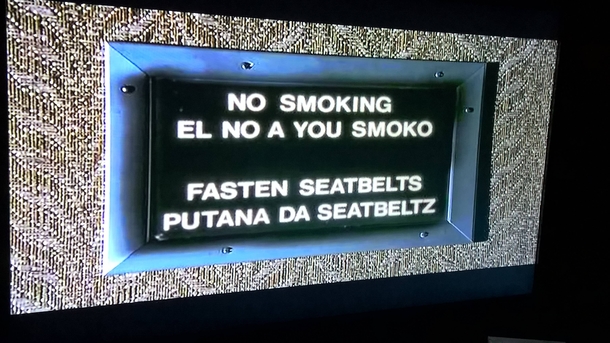 NO SMOKING
EL NO A YOU SMOKO
FASTEN SEATBELTS
PUTANA DA SEATBELTZ